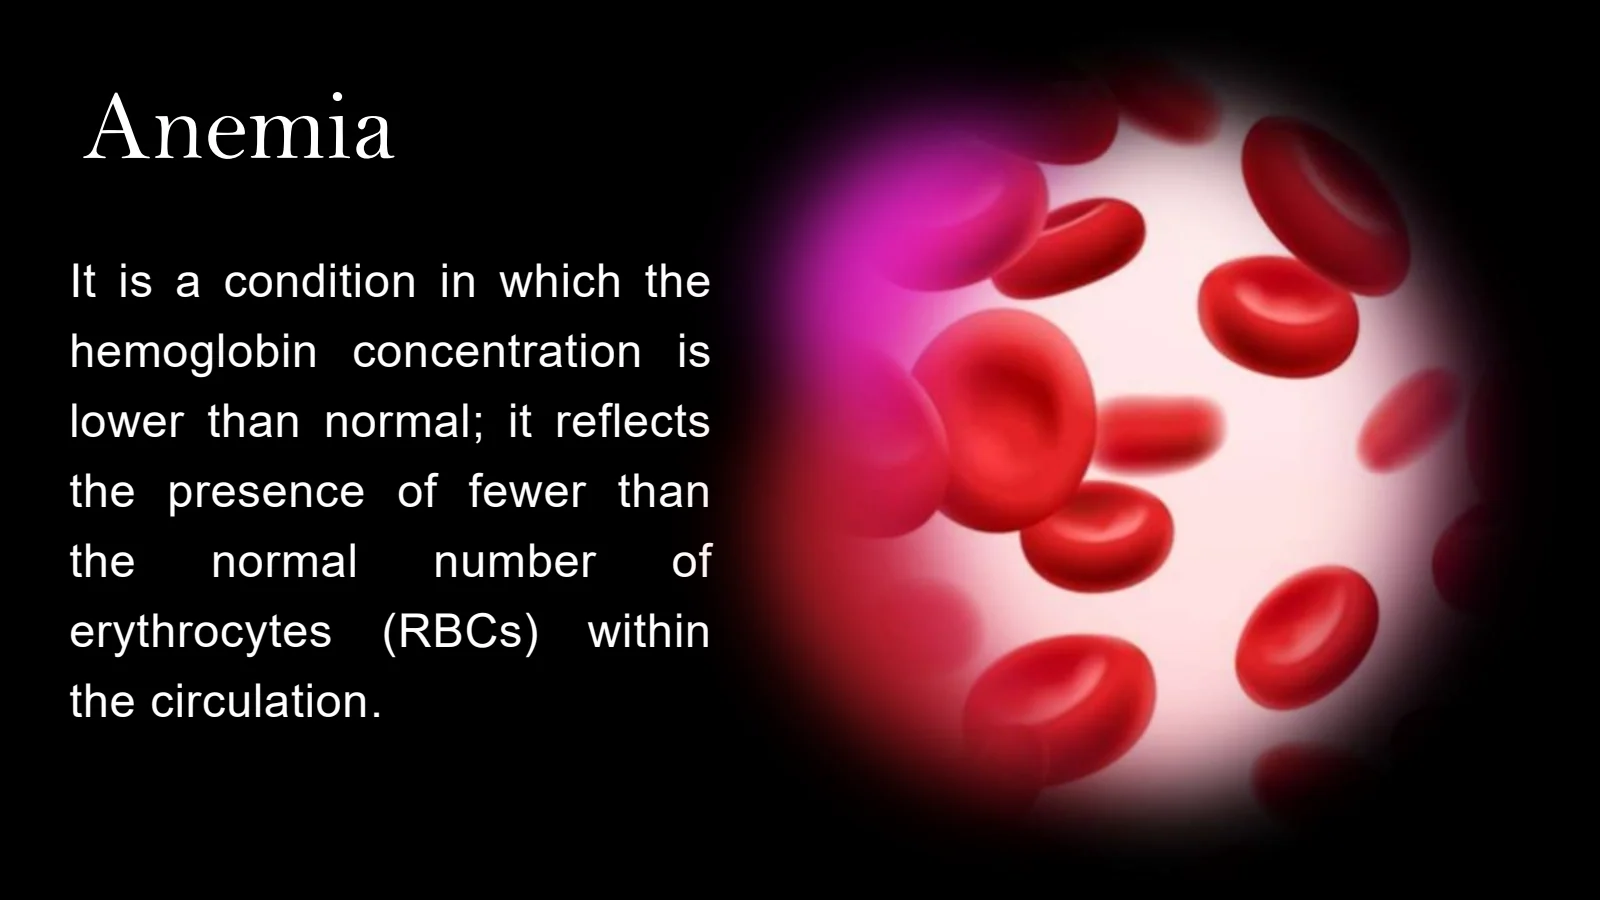 Anemia
It is a condition in which the
hemoglobin concentration is
lower than normal; it reflects
the presence of fewer than
the normal number of
erythrocytes (RBCs) within
the circulation.